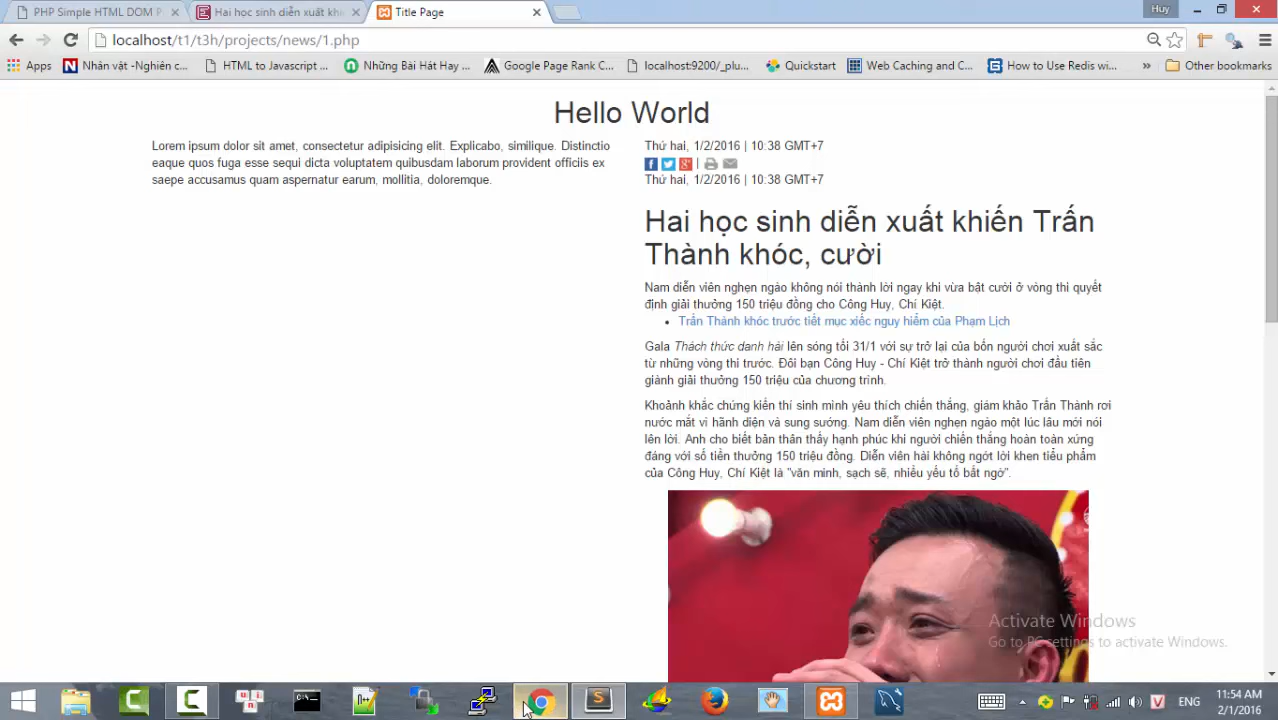 PHP Simple HTML DOM P
Hai học sinh diễn xuất khi
Title Page
Huy
localhost/t1/t3h/projects/news/1.php
Apps
Nhân vật -Nghiên c...
HTML to Javascript ...
Những Bài Hát Hay ...
Google Page Rank C...
localhost:9200/_plu...
Quickstart
Web Caching and C...
How to Use Redis wi...
»
Other bookmarks
Hello World
Lorem ipsum dolor sit amet, consectetur adipisicing elit. Explicabo, similique. Distinctio
eaque quos fuga esse sequi dicta voluptatem quibusdam laborum provident officiis ex
saepe accusamus quam aspernatur earum, mollitia, doloremque.
Thứ hai, 1/2/2016 | 10:38 GMT+7
|
Thứ hai, 1/2/2016 | 10:38 GMT+7
Hai học sinh diễn xuất khiến Trấn
Thành khóc, cười
Nam diễn viên nghẹn ngào không nói thành lời ngay khi vừa bật cười ở vòng thi quyết
định giải thưởng 150 triệu đồng cho Công Huy, Chí Kiệt.
• Trấn Thành khóc trước tiết mục xiếc nguy hiểm của Phạm Lịch
Gala Thách thức danh hài lên sóng tối 31/1 với sự trở lại của bốn người chơi xuất sắc
từ những vòng thi trước. Đôi bạn Công Huy - Chí Kiệt trở thành người chơi đầu tiên
giành giải thưởng 150 triệu của chương trình.
Khoảnh khắc chứng kiến thí sinh mình yêu thích chiến thắng, giám khảo Trấn Thành rơi
nước mắt vì hãnh diện và sung sướng. Nam diễn viên nghẹn ngào một lúc lâu mới nói
lên lời. Anh cho biết bản thân thấy hạnh phúc khi người chiến thắng hoàn toàn xứng
đáng với số tiền thưởng 150 triệu đồng. Diễn viên hài không ngớt lời khen tiểu phẩm
của Công Huy, Chí Kiệt là "văn minh, sạch sẽ, nhiều yếu tố bất ngờ".
Activate Windows
Go to PC settings to activate Windows.
ENG
11:54 AM
2/1/2016